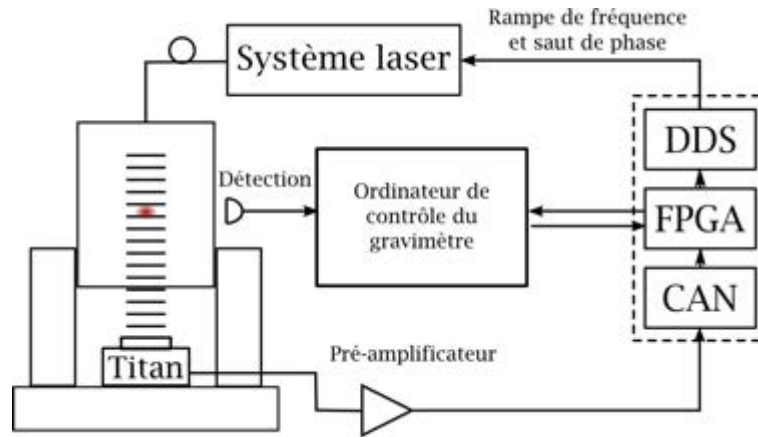 Rampe de fréquence
et saut de phase
Système laser
DDS
Détection
Ordinateur de
contrôle du
gravimètre
FPGA
CAN
Pré-amplificateur
Titan